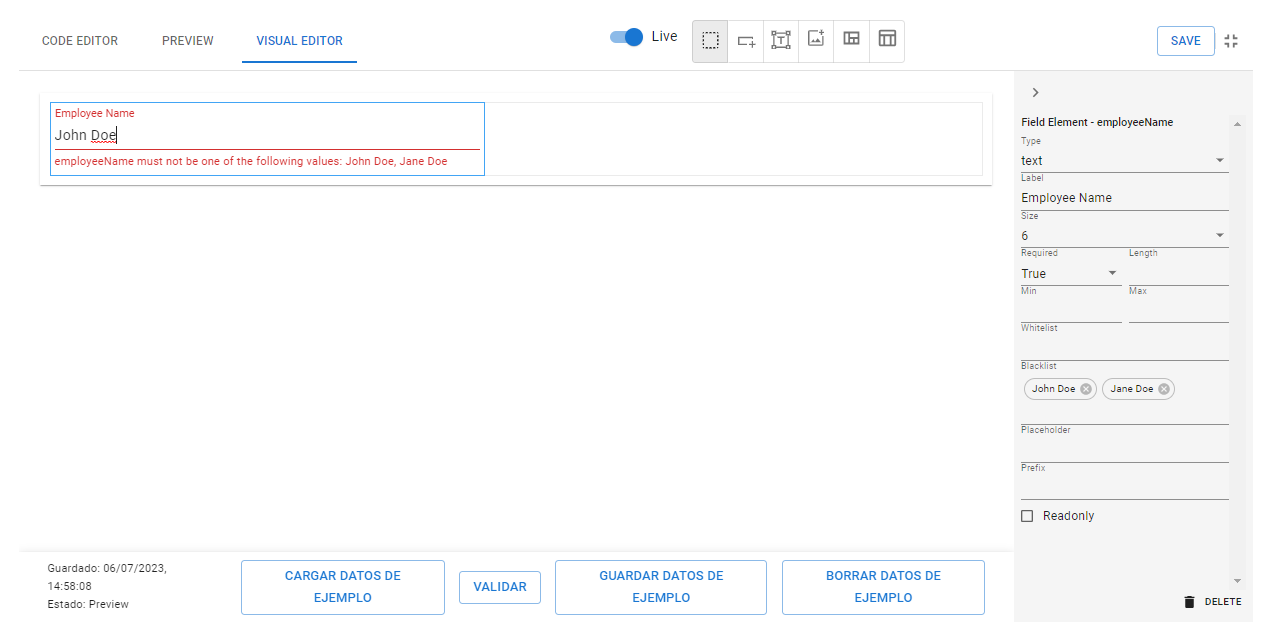 CODE EDITOR
PREVIEW
VISUAL EDITOR
Live
SAVE
Employee Name
John Doe
employeeName must not be one of the following values: John Doe, Jane Doe
Field Element - employeeName
Type
text
Label
Employee Name
Size
6
Required Length
True
Min Max
Whitelist
Blacklist
John Doe Jane Doe
Placeholder
Prefix
Readonly
DELETE
Guardado: 06/07/2023,
14:58:08
Estado: Preview
CARGAR DATOS DE
EJEMPLO
VALIDAR
GUARDAR DATOS DE
EJEMPLO
BORRAR DATOS DE
EJEMPLO